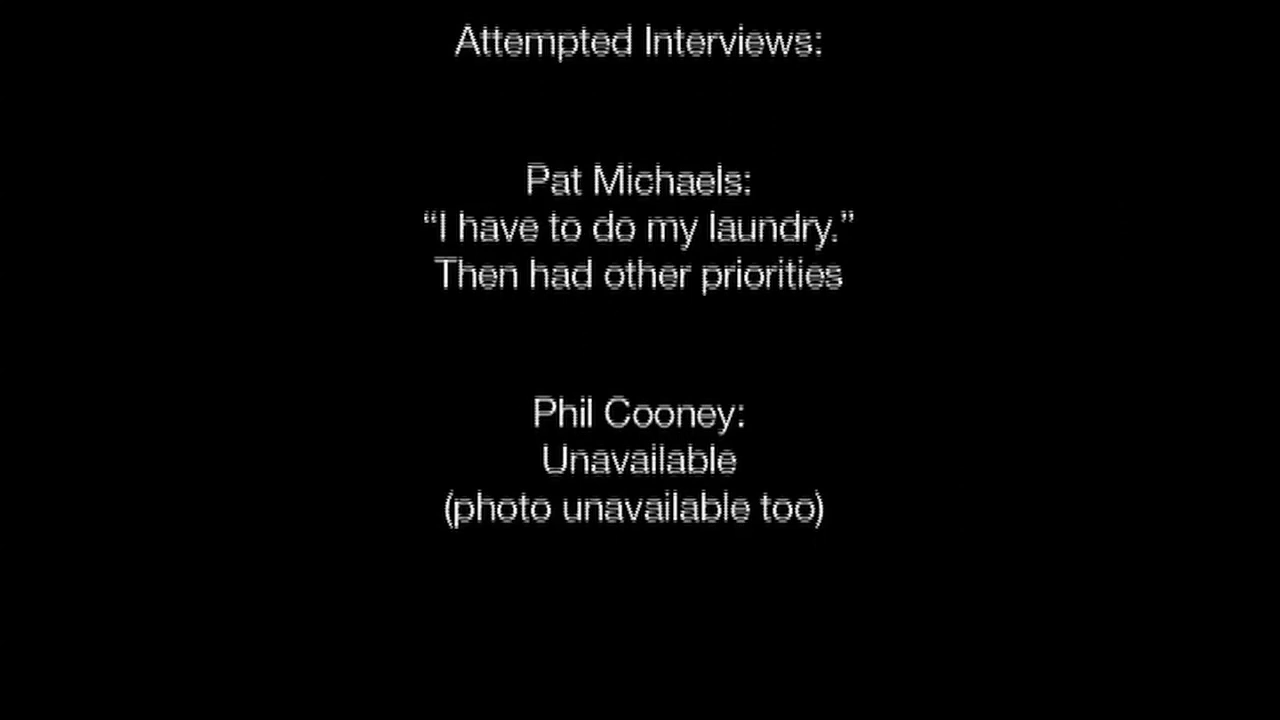 Attempted Interviews:
Pat Michaels:
“I have to do my laundry.”
Then had other priorities
Phil Cooney:
Unavailable
(photo unavailable too)